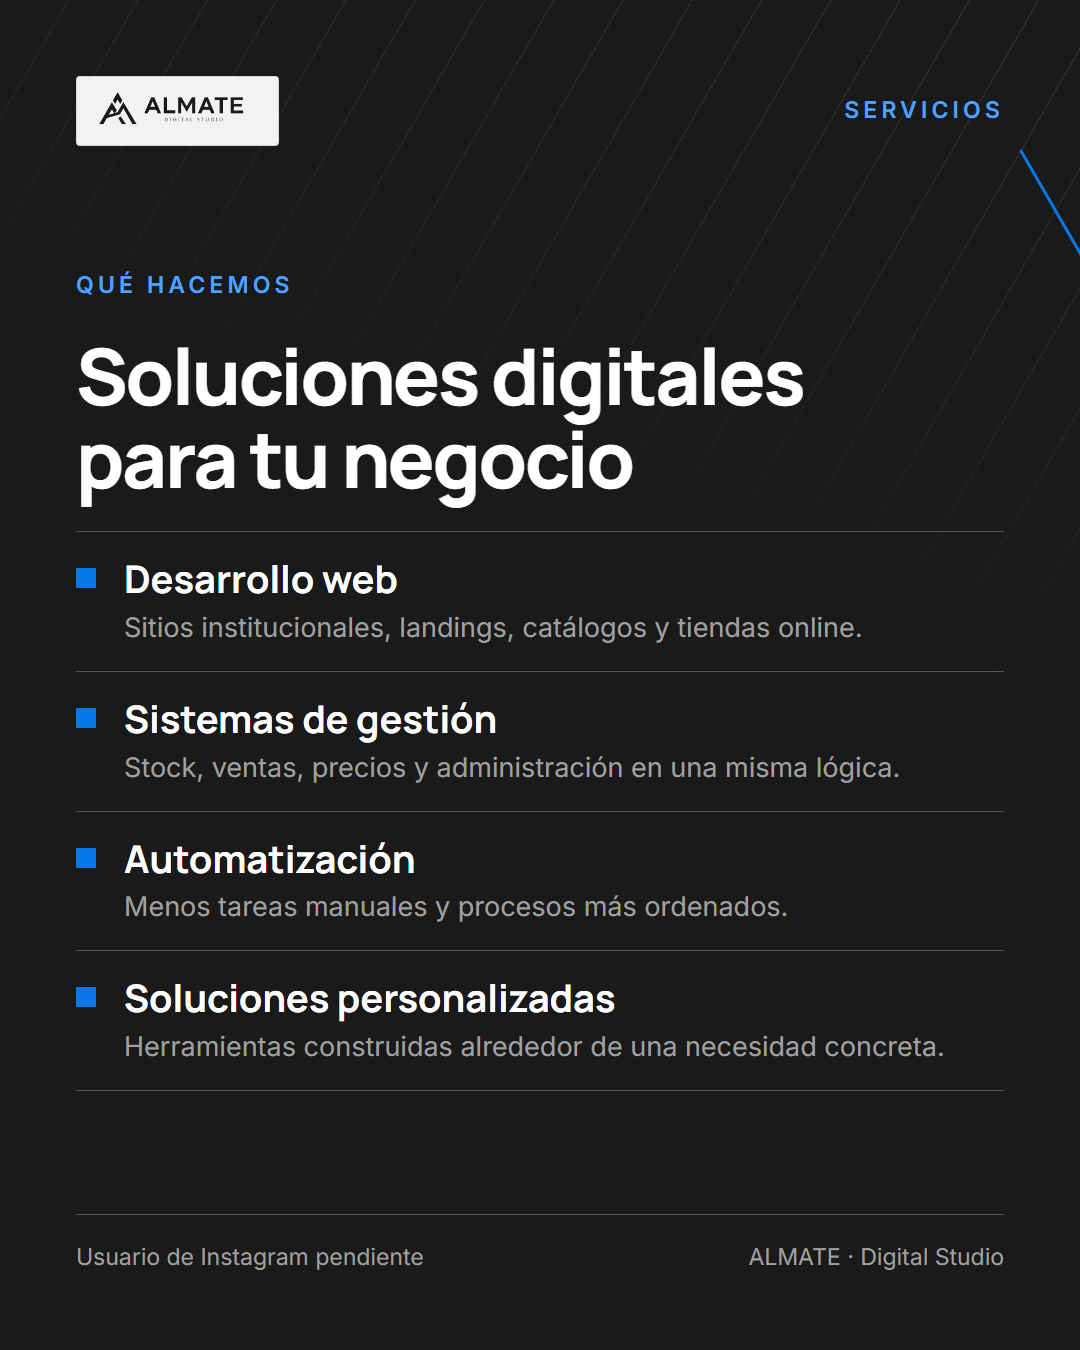 ALMATE
DIGITAL STUDIO
SERVICIOS
QUÉ HACEMOS
Soluciones digitales
para tu negocio
Desarrollo web
Sitios institucionales, landings, catálogos y tiendas online.
Sistemas de gestión
Stock, ventas, precios y administración en una misma lógica.
Automatización
Menos tareas manuales y procesos más ordenados.
Soluciones personalizadas
Herramientas construidas alrededor de una necesidad concreta.
Usuario de Instagram pendiente
ALMATE · Digital Studio